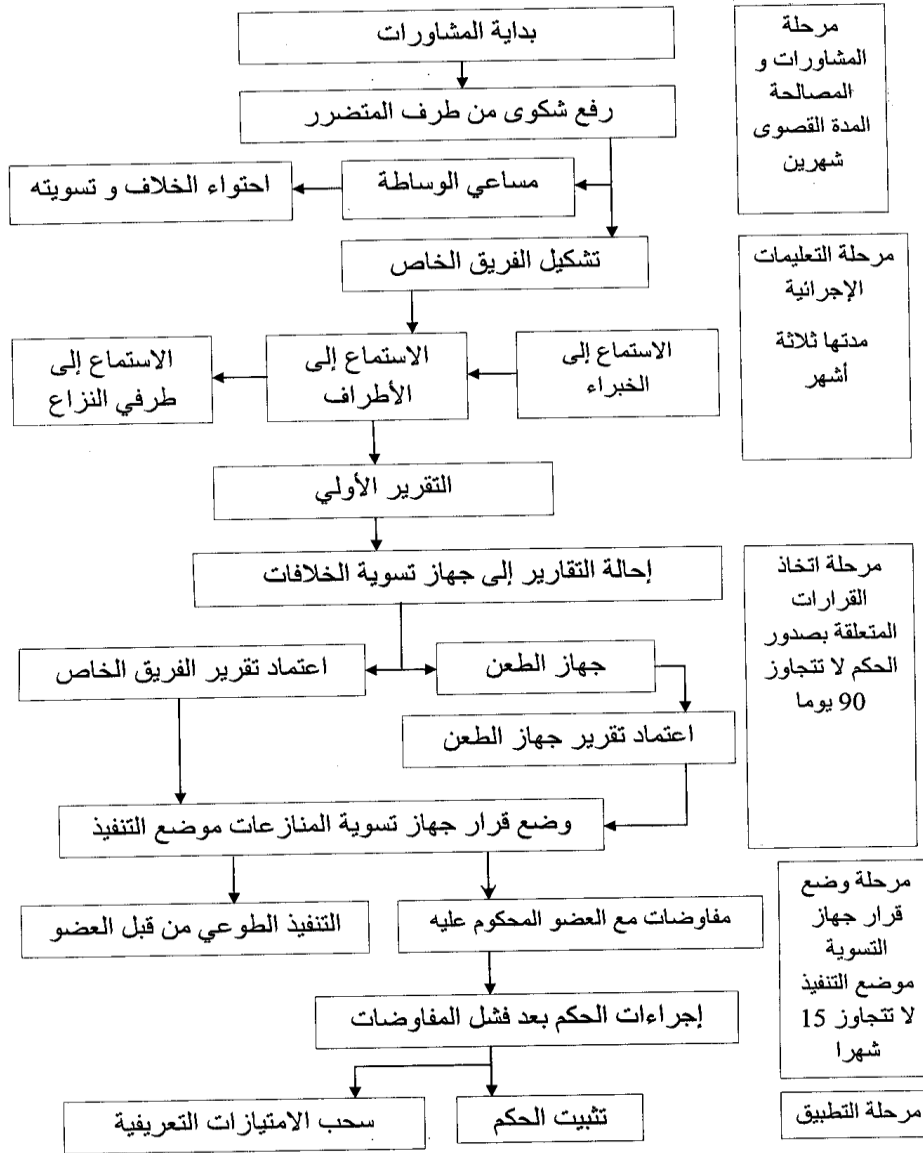 بداية المشاورات
رفع شكوى من طرف المتضرر
مساعي الوساطة
احتواء الخلاف و تسويته
مرحلة
المشاورات و
المصالحة
المدة القصوى
شهرين
تشكيل الفريق الخاص
الاستماع إلى
الخبراء
الاستماع إلى
الأطراف
الاستماع إلى
طرفي النزاع
مرحلة التعليمات
الإجرائية
مدتها ثلاثة
أشهر
التقرير الأولي
إحالة التقارير إلى جهاز تسوية الخلافات
جهاز الطعن
اعتماد تقرير الفريق الخاص
اعتماد تقرير جهاز الطعن
مرحلة اتخاذ
القرارات
المتعلقة بصدور
الحكم لا تتجاوز
90 يوما
وضع قرار جهاز تسوية المنازعات موضع التنفيذ
مفاوضات مع العضو المحكوم عليه
التنفيذ الطوعي من قبل العضو
إجراءات الحكم بعد فشل المفاوضات
مرحلة وضع
قرار جهاز
التسوية
موضع التنفيذ
لا تتجاوز 15
شهرا
تثبيت الحكم
سحب الامتيازات التعريفية
مرحلة التطبيق